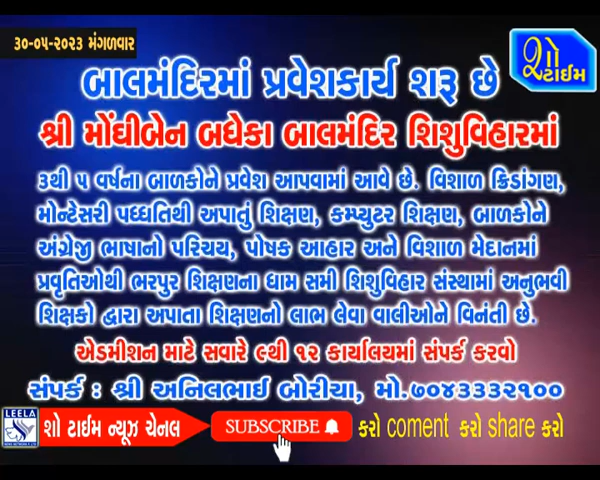 ૩૦-૦૫-૨૦૨૩ મંગળવાર
શો
ટાઈમ
બાલમંદિરમાં પ્રવેશકાર્ય શરૂ છે
શ્રી મોંઘીબેન બધેકા બાલમંદિર શિશુવિહારમાં
૩થી ૫ વર્ષના બાળકોને પ્રવેશ આપવામાં આવે છે. વિશાળ ક્રિડાંગણ,
મોન્ટેસરી પધ્ધતિથી અપાતું શિક્ષણ, કમ્પ્યુટર શિક્ષણ, બાળકોને
અંગ્રેજી ભાષાનો પરિચય, પોષક આહાર અને વિશાળ મેદાનમાં
પ્રવૃતિઓથી ભરપુર શિક્ષણના ધામ સમી શિશુવિહાર સંસ્થામાં અનુભવી
શિક્ષકો દ્વારા અપાતા શિક્ષણનો લાભ લેવા વાલીઓને વિનંતી છે.
એડમીશન માટે સવારે ૯થી ૧૨ કાર્યાલયમાં સંપર્ક કરવો
સંપર્ક : શ્રી અનિલભાઈ બોરીચા, મો.૭૦૪૩૩૩૨૧૦૦
LEELA
શો ટાઈમ ન્યૂઝ ચેનલ
SUBSCRIBE
કરો coment કરો share કરો